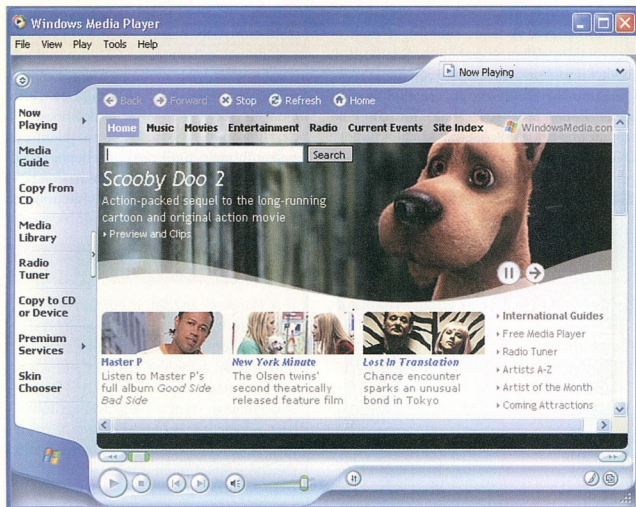 Windows Media Player
File View Play Tools Help
Now Playing
Back Forward Stop Refresh Home
Now
Playing
Media
Guide
Copy from
CD
Media
Library
Radio
Tuner
Copy to CD
or Device
Premium
Services
Skin
Chooser
Home Music Movies Entertainment Radio Current Events Site Index WindowsMedia.com
Search
Scooby Doo 2
Action-packed sequel to the long-running
cartoon and original action movie
Preview and Clips
Master P
Listen to Master P's
full album Good Side
Bad Side
New York Minute
The Olsen twins'
second theatrically
released feature film
Lost In Translation
Chance encounter
sparks an unusual
bond in Tokyo
International Guides
Free Media Player
Radio Tuner
Artists A-Z
Artist of the Month
Coming Attractions